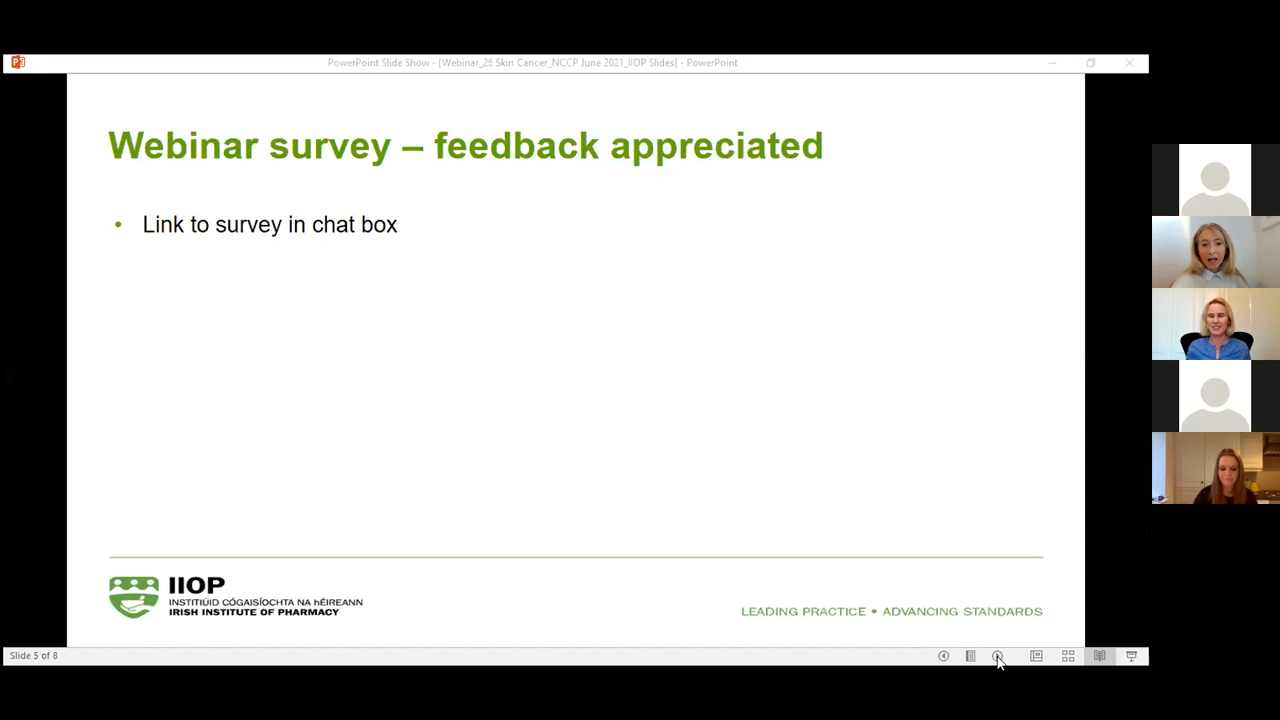 PowerPoint Slide Show - [Webinar_26 Skin Cancer_NCCP June 2021_IIOP Slides] - PowerPoint
Webinar survey – feedback appreciated
• Link to survey in chat box
IIOP
INSTITIÚID CÓGAISÍOCHTA NA hÉIREANN
IRISH INSTITUTE OF PHARMACY
LEADING PRACTICE • ADVANCING STANDARDS
Slide 5 of 8